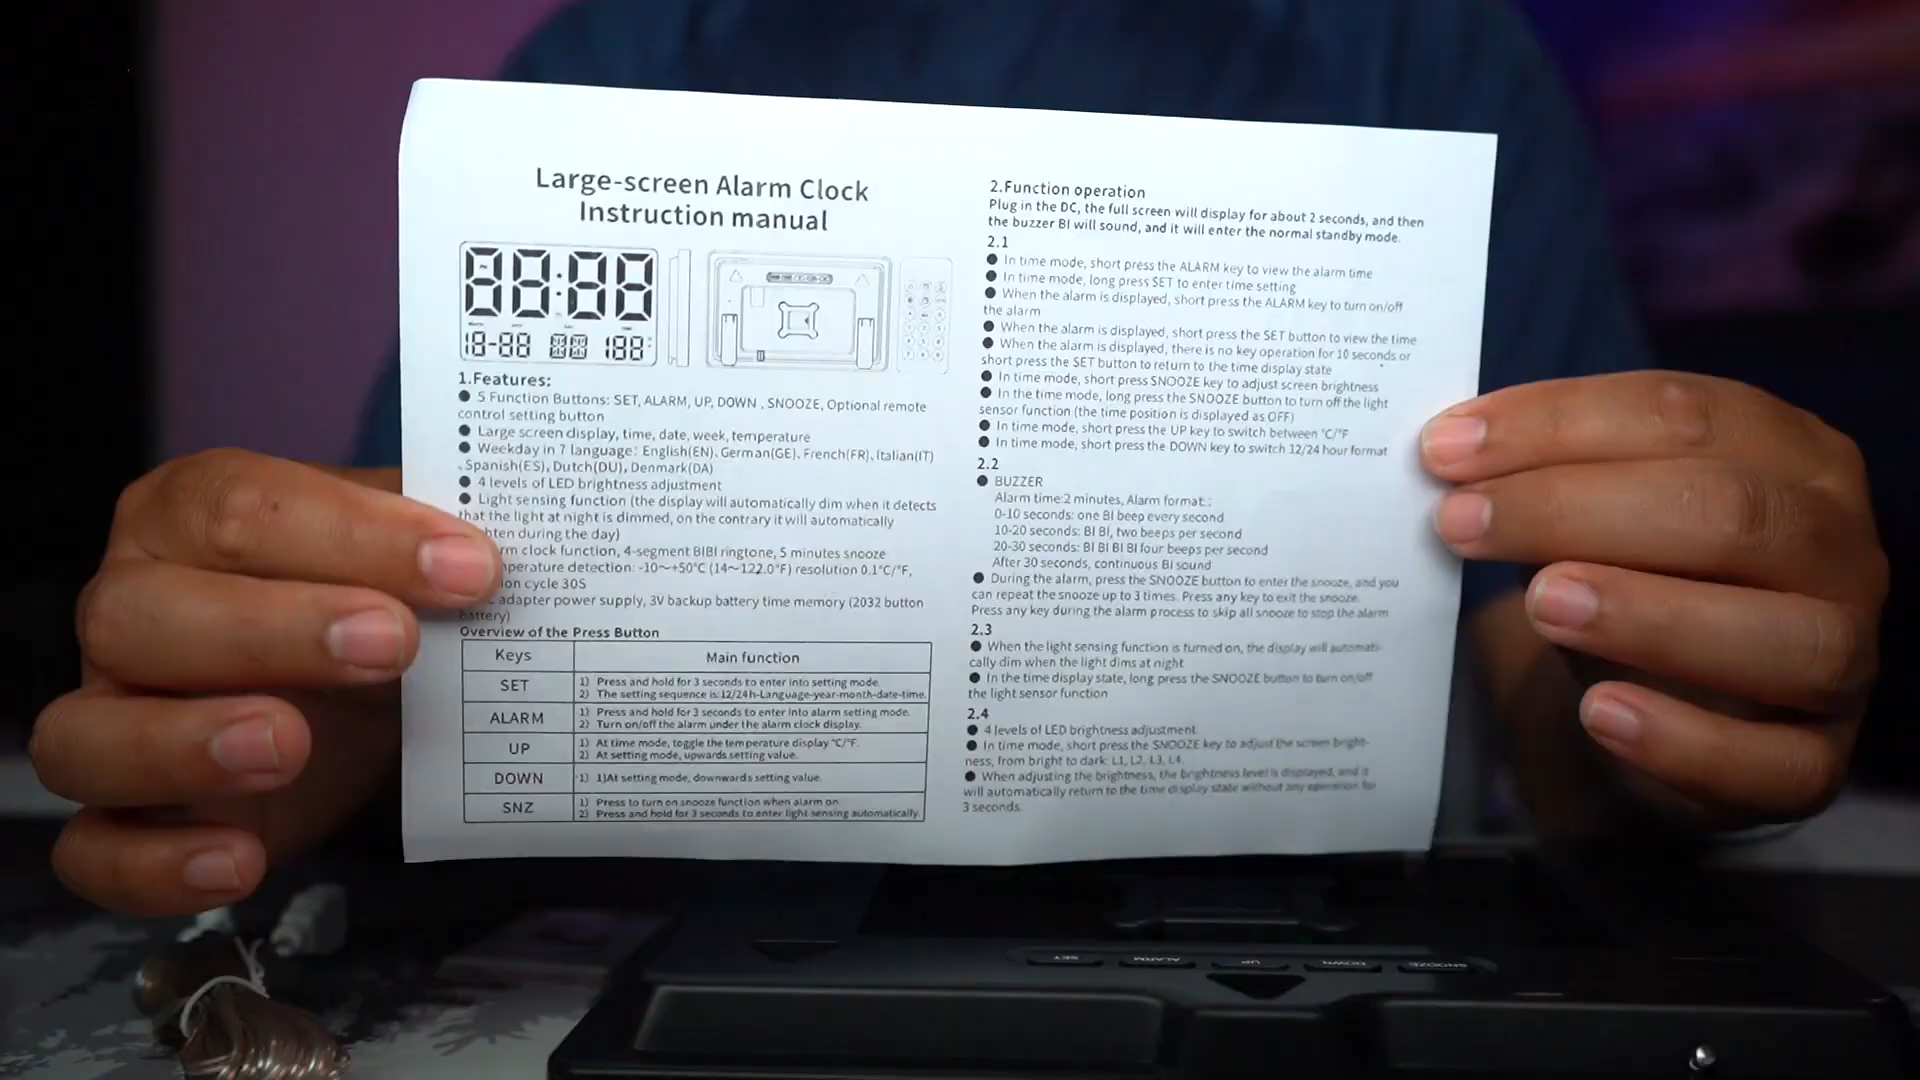 Large-screen Alarm Clock
Instruction manual
88:88
18-88 88 188
1.Features:
● 5 Function Buttons: SET, ALARM, UP, DOWN , SNOOZE, Optional remote
control setting button
● Large screen display, time, date, week, temperature
● Weekday in 7 language: English(EN)、German(GE)、French(FR)、Italian(IT)
、Spanish(ES)、Dutch(DU)、Denmark(DA)
● 4 levels of LED brightness adjustment
● Light sensing function (the display will automatically dim when it detects
that the light at night is dimmed, on the contrary it will automatically
during the day)
clock function, 4-segment BIBI ringtone, 5 minutes snooze
detection: -10~+50°C (14~122.0°F) resolution 0.1°C/°F,
cycle 30S
adapter power supply, 3V backup battery time memory (2032 button
battery)
Overview of the Press Button
Keys Main function
SET 1) Press and hold for 3 seconds to enter into setting mode.
2) The setting sequence is:12/24h-Language-year-month-date-time.
ALARM 1) Press and hold for 3 seconds to enter into alarm setting mode.
2) Turn on/off the alarm under the alarm clock display.
UP 1) At time mode, toggle the temperature display °C/°F.
2) At setting mode, upwards setting value.
DOWN 1) 1)At setting mode, downwards setting value.
SNZ 1) Press to turn on snooze function when alarm on.
2) Press and hold for 3 seconds to enter light sensing automatically.
2.Function operation
Plug in the DC, the full screen will display for about 2 seconds, and then
the buzzer BI will sound, and it will enter the normal standby mode.
2.1
● In time mode, short press the ALARM key to view the alarm time
● In time mode, long press SET to enter time setting
● When the alarm is displayed, short press the ALARM key to turn on/off
the alarm
● When the alarm is displayed, short press the SET button to view the time
● When the alarm is displayed, there is no key operation for 10 seconds or
short press the SET button to return to the time display state
● In time mode, short press SNOOZE key to adjust screen brightness
● In the time mode, long press the SNOOZE button to turn off the light
sensor function (the time position is displayed as OFF)
● In time mode, short press the UP key to switch between °C/°F
● In time mode, short press the DOWN key to switch 12/24 hour format
2.2
● BUZZER
Alarm time:2 minutes, Alarm format.:
0-10 seconds: one BI beep every second
10-20 seconds: BI BI, two beeps per second
20-30 seconds: BI BI BI BI four beeps per second
After 30 seconds, continuous BI sound
● During the alarm, press the SNOOZE button to enter the snooze, and you
can repeat the snooze up to 3 times. Press any key to exit the snooze.
Press any key during the alarm process to skip all snooze to stop the alarm
2.3
● When the light sensing function is turned on, the display will automati-
cally dim when the light dims at night
● In the time display state, long press the SNOOZE button to turn on/off
the light sensor function
2.4
● 4 levels of LED brightness adjustment
● In time mode, short press the SNOOZE key to adjust the screen bright-
ness, from bright to dark: L1, L2, L3, L4.
● When adjusting the brightness, the brightness level is displayed, and it
will automatically return to the time display state without any operation for
3 seconds.
SET ALARM UP DOWN SNOOZE